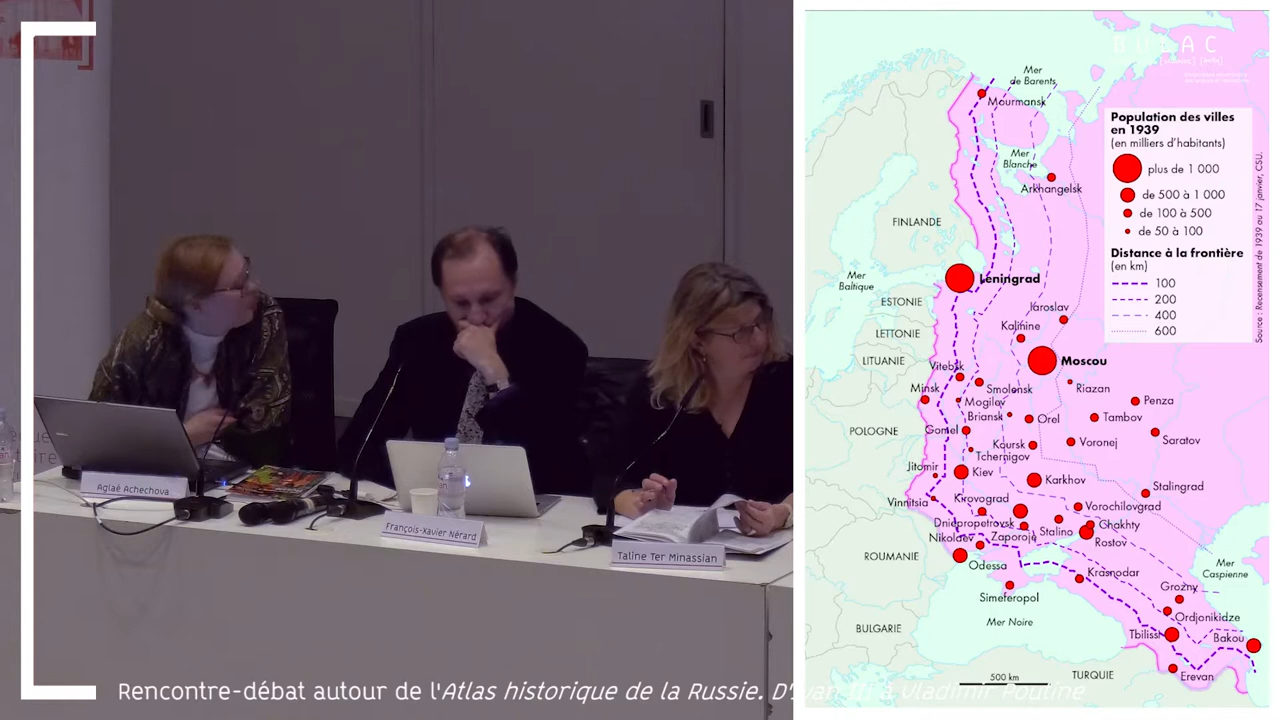 Aglaé Achechova
François-Xavier Nérard
Taline Ter Minassian
Rencontre-débat autour de l'Atlas historique de la Russie. D'Ivan III à Vladimir Poutine
BULAC
Mer
de Barents
Mourmansk
Mer
Blanche
Arkhangelsk
FINLANDE
Mer
Baltique
Léningrad
ESTONIE
LETTONIE
LITUANIE
Iaroslav
Kalinine
Moscou
Vitebsk
Minsk
Smolensk
Riazan
Mogilev
Penza
Briansk
Orel
Tambov
POLOGNE
Gomel
Saratov
Koursk
Voronej
Tchernigov
Jitomir
Kiev
Karkhov
Stalingrad
Vinnitsia
Kirovograd
Vorochilovgrad
Dniepropetrovsk
Stalino
Chakhty
Nikolaev
Zaporojé
Rostov
ROUMANIE
Odessa
Krasnodar
Mer
Caspienne
Simeferopol
Grozny
Ordjonikidze
Mer Noire
BULGARIE
Tbilissi
Bakou
TURQUIE
Erevan
500 km
Population des villes
en 1939
(en milliers d'habitants)
plus de 1 000
de 500 à 1 000
de 100 à 500
de 50 à 100
Distance à la frontière
(en km)
100
200
400
600
Source : Recensement de 1939 au 17 janvier, CSU.